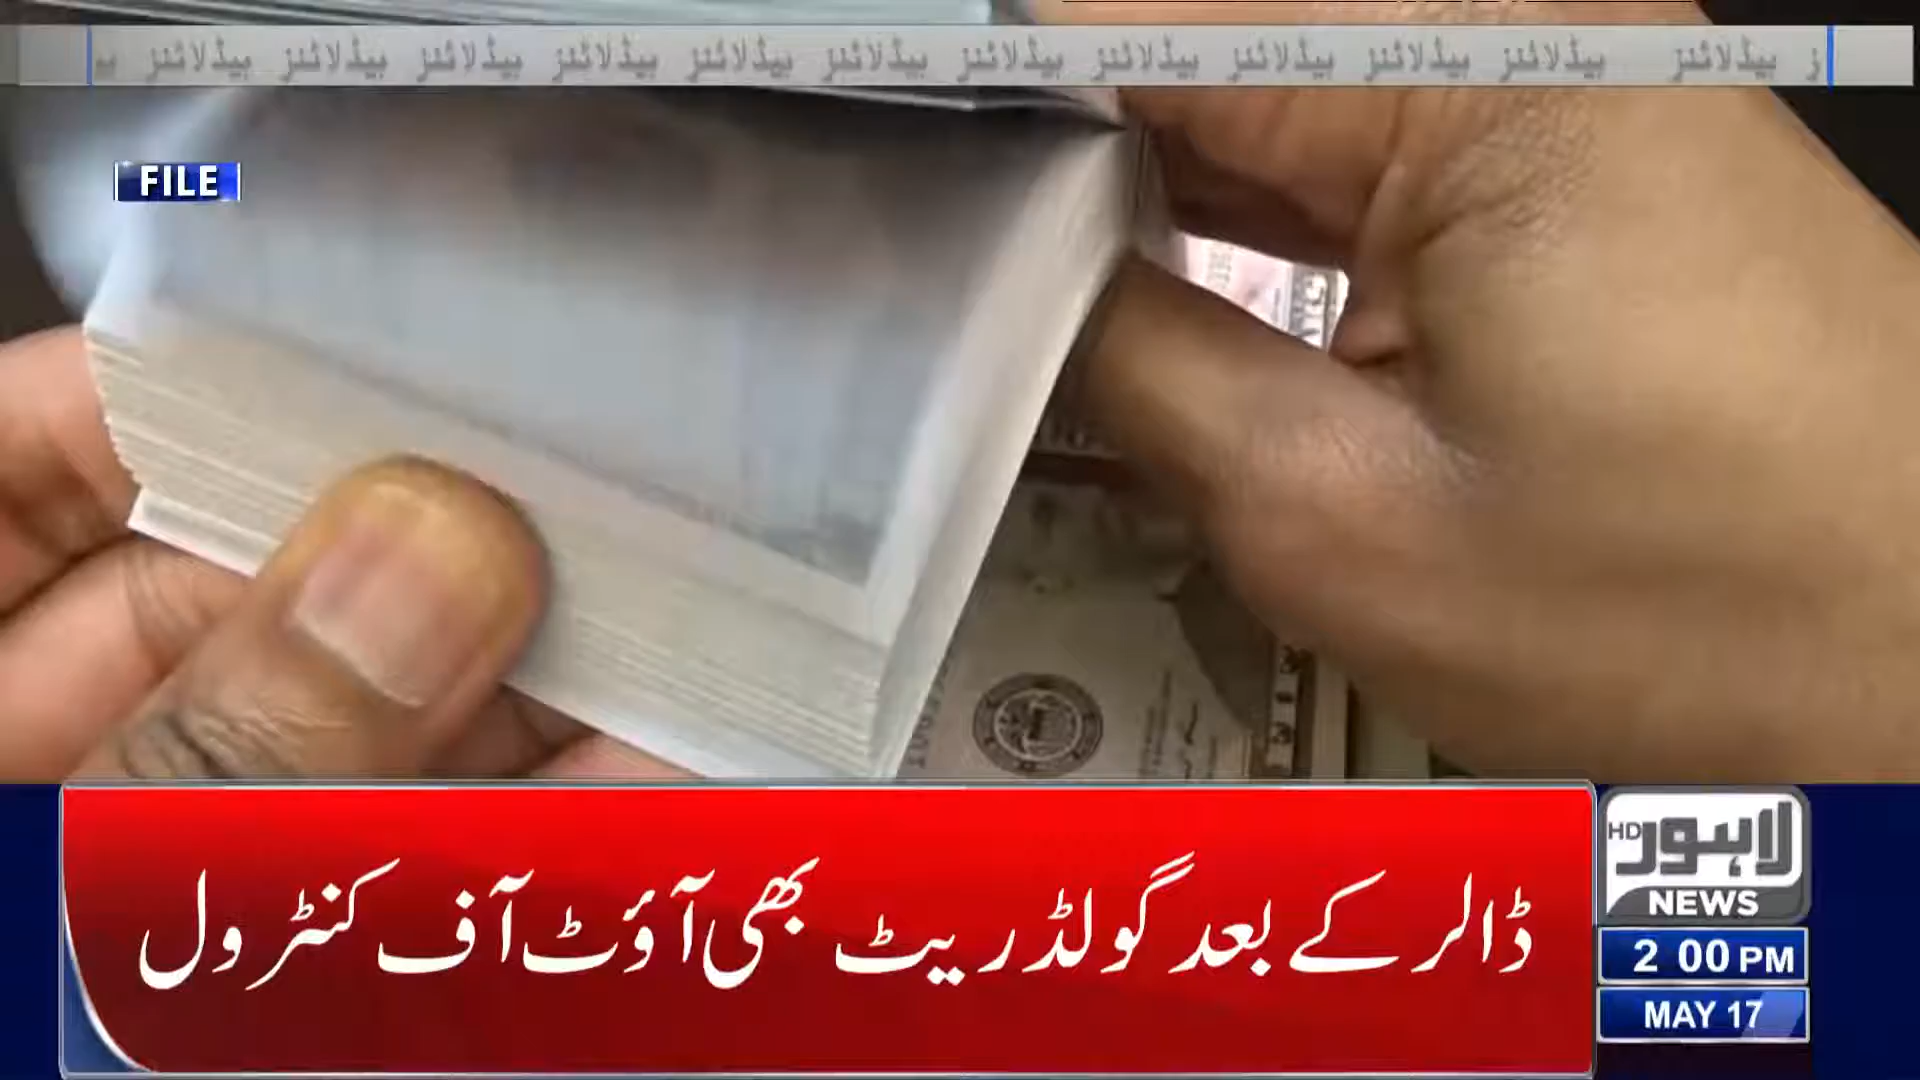 ہیڈلائنز ہیڈلائنز ہیڈلائنز ہیڈلائنز ہیڈلائنز ہیڈلائنز ہیڈلائنز ہیڈلائنز ہیڈلائنز ہیڈلائنز ہیڈلائنز ہیڈلائنز
FILE
ڈالر کے بعد گولڈ ریٹ بھی آؤٹ آف کنٹرول
لاہور HD
NEWS
2 00 PM
MAY 17